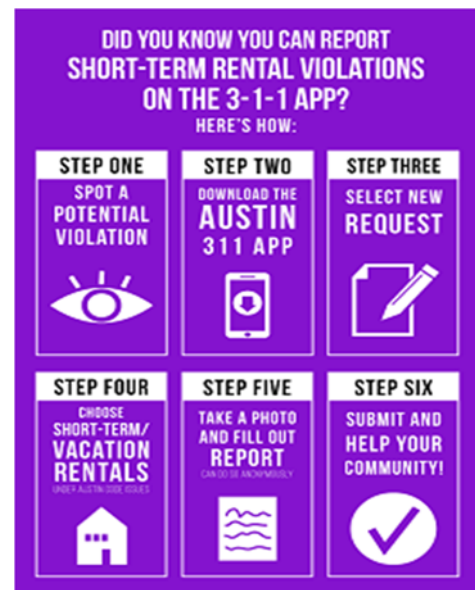 DID YOU KNOW YOU CAN REPORT
SHORT-TERM RENTAL VIOLATIONS
ON THE 3-1-1 APP?
HERE'S HOW:
STEP ONE
SPOT A
POTENTIAL
VIOLATION
STEP TWO
DOWNLOAD THE
AUSTIN
311 APP
STEP THREE
SELECT NEW
REQUEST
STEP FOUR
CHOOSE
SHORT-TERM/
VACATION
RENTALS
UNDER AUSTIN CODE ISSUES
STEP FIVE
TAKE A PHOTO
AND FILL OUT
REPORT
CAN DO SO ANONYMOUSLY
STEP SIX
SUBMIT AND
HELP YOUR
COMMUNITY!